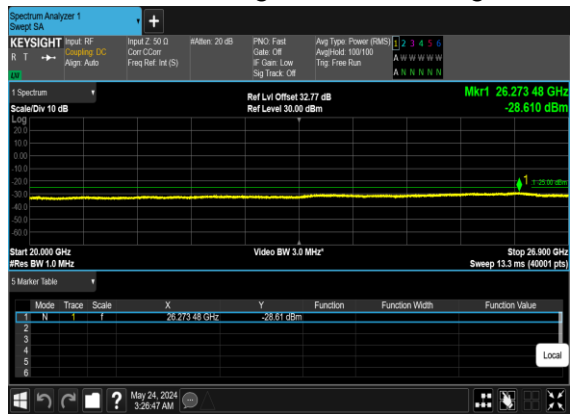 Spectrum Analyzer 1
Swept SA
KEYSIGHT Input: RF Input Z: 50 Ω #Atten: 20 dB PNO: Fast Avg Type: Power (RMS) 1 2 3 4 5 6
R T Coupling: DC Corr CCorr Gate: Off Avg|Hold: 100/100 A W W W W W
Align: Auto Freq Ref: Int (S) IF Gain: Low Trig: Free Run
Sig Track: Off A N N N N N
1 Spectrum Ref Lvl Offset 32.77 dB Mkr1 26.273 48 GHz
Scale/Div 10 dB Ref Level 30.00 dBm -28.610 dBm
Log
20.0
10.0
0.00
-10.0
-20.0 1
-25.00 dBm
-30.0
-40.0
-50.0
-60.0
Start 20.000 GHz Video BW 3.0 MHz* Stop 26.900 GHz
#Res BW 1.0 MHz Sweep 13.3 ms (40001 pts)
5 Marker Table
Mode Trace Scale X Y Function Function Width Function Value
1 N 1 f 26.273 48 GHz -28.61 dBm
2
3
4
5
6
Local
? May 24, 2024
3:26:47 AM